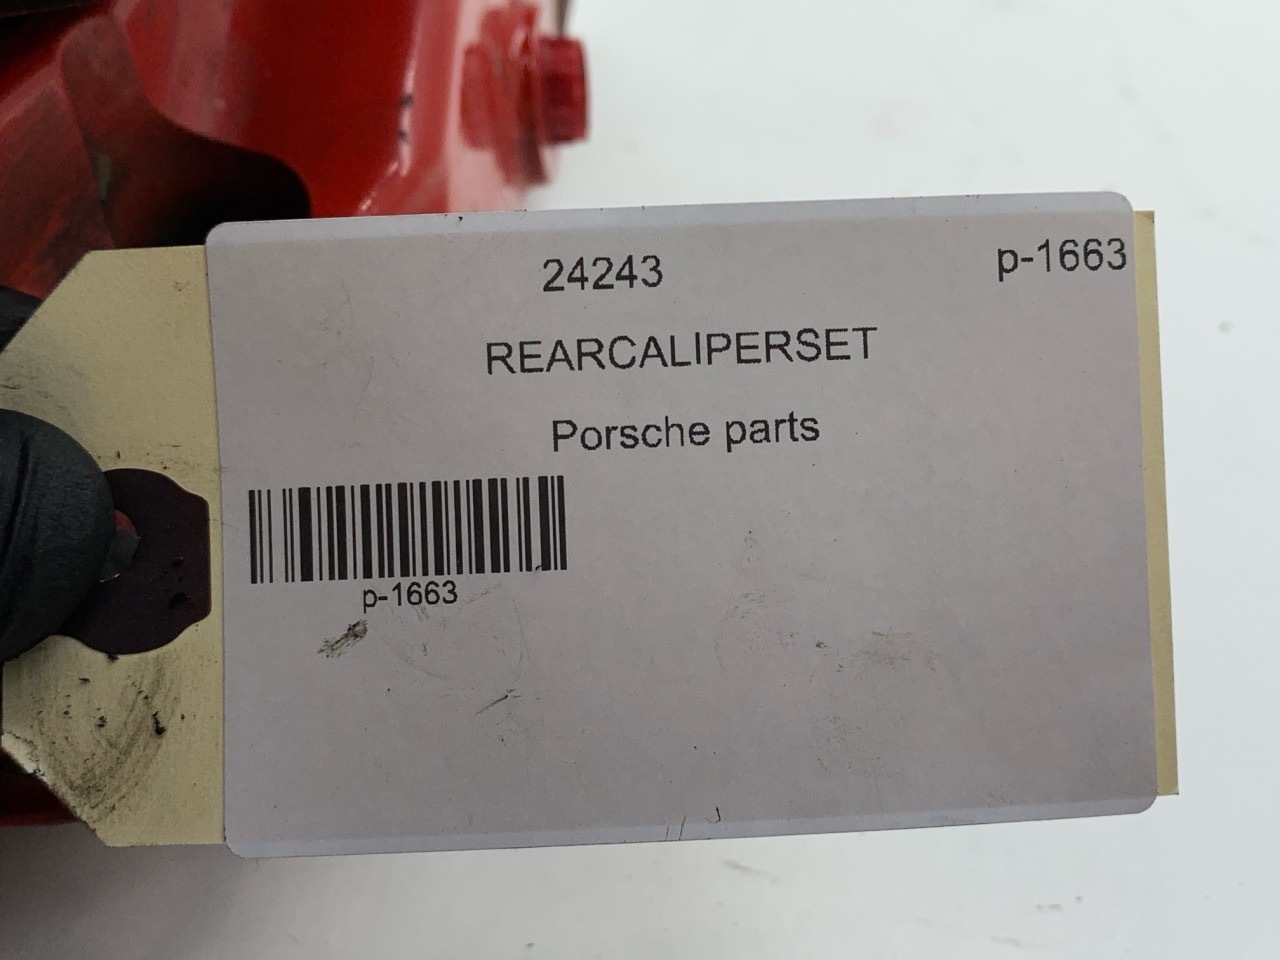 24243
p-1663
REARCALIPERSET
Porsche parts
p-1663